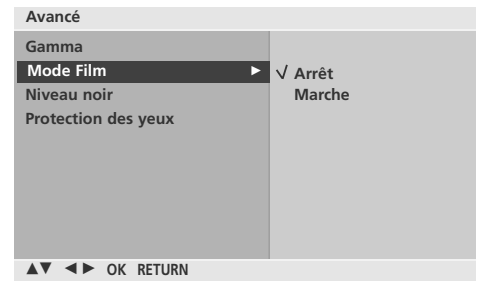 Avancé
Gamma
Mode Film ► √ Arrêt
Niveau noir Marche
Protection des yeux
▲▼ ◄► OK RETURN